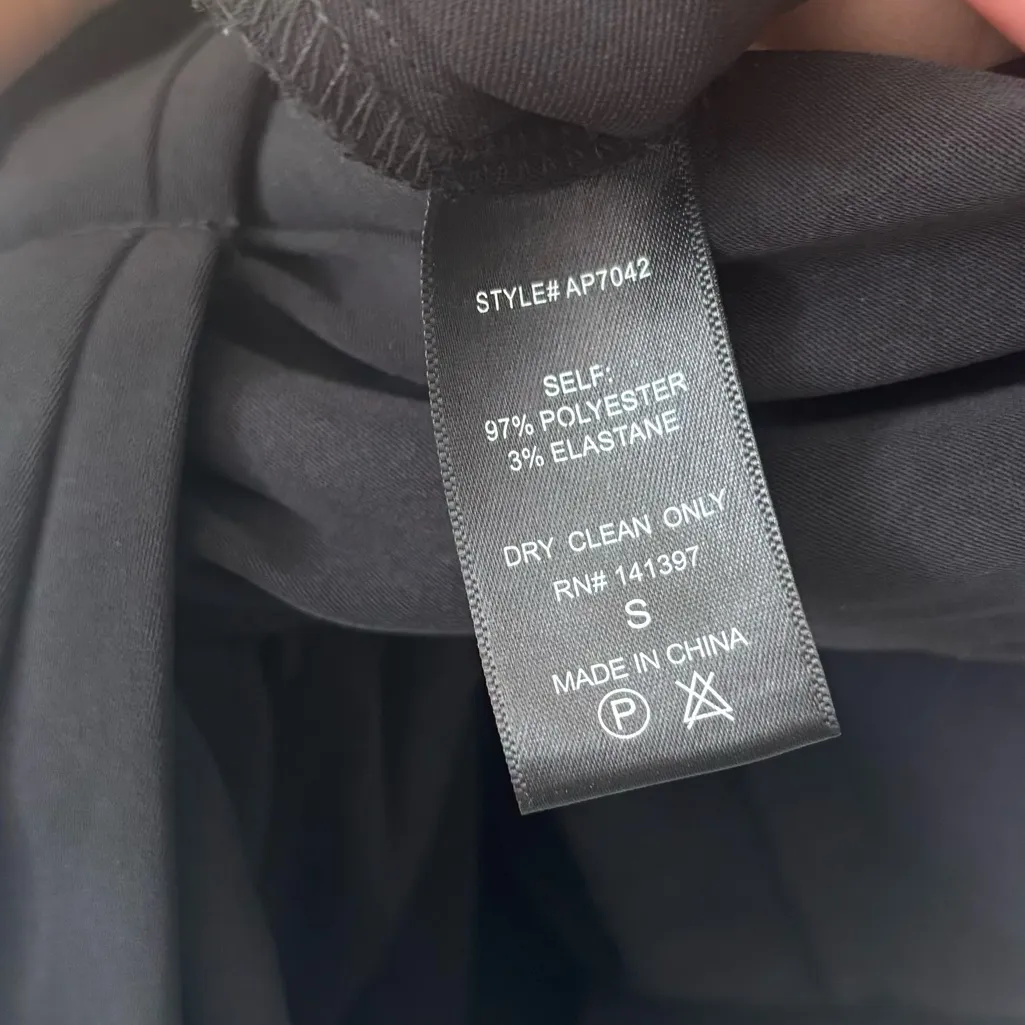 STYLE# AP7042
SELF:
97% POLYESTER
3% ELASTANE
DRY CLEAN ONLY
RN# 141397
S
MADE IN CHINA
P